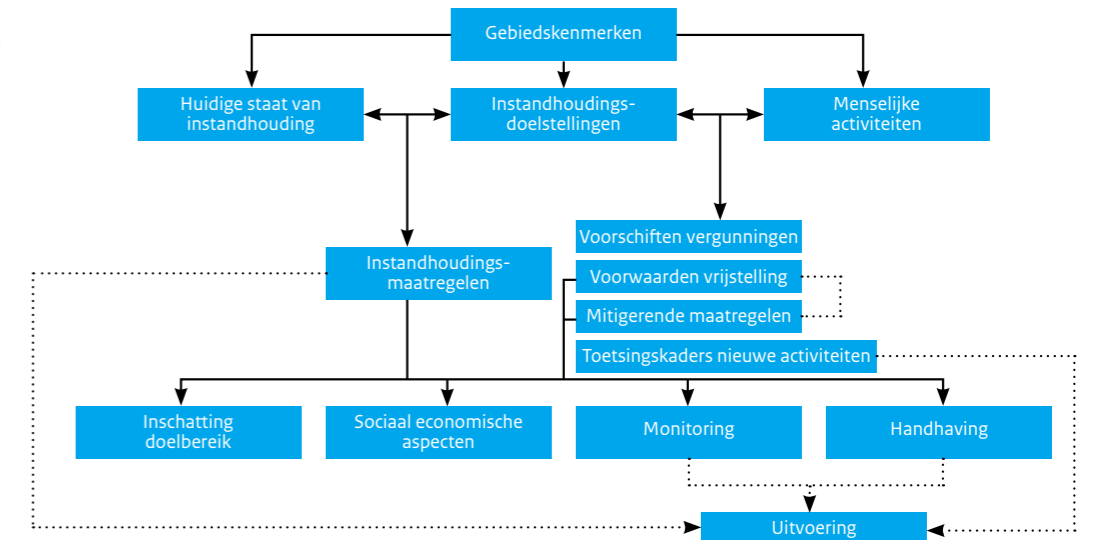 Gebiedskenmerken
Huidige staat van
instandhouding
Instandhoudings-
doelstellingen
Menselijke
activiteiten
Voorschiften vergunningen
Instandhoudings-
maatregelen
Voorwaarden vrijstelling
Mitigerende maatregelen
Toetsingskaders nieuwe activiteiten
Inschatting
doelbereik
Sociaal economische
aspecten
Monitoring
Handhaving
Uitvoering